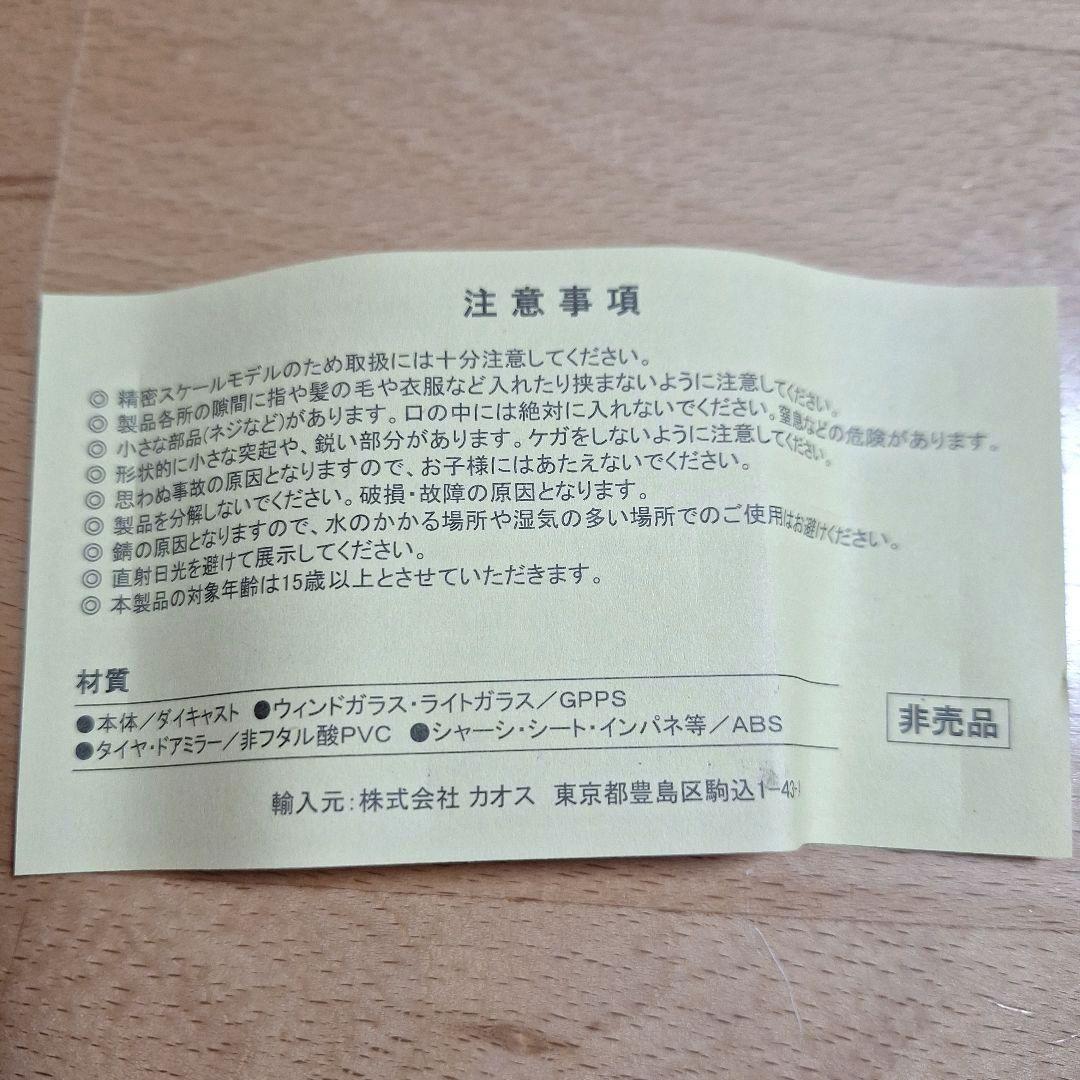 注意事項
◎ 精密スケールモデルのため取扱には十分注意してください。
◎ 製品各所の隙間に指や髪の毛や衣服など入れたり挟まないように注意してください。
◎ 小さな部品(ネジなど)があります。口の中には絶対に入れないでください。窒息などの危険があります。
◎ 形状的に小さな突起や、鋭い部分があります。ケガをしないように注意してください。
◎ 思わぬ事故の原因となりますので、お子様にはあたえないでください。
◎ 製品を分解しないでください。破損・故障の原因となります。
◎ 錆の原因となりますので、水のかかる場所や湿気の多い場所でのご使用はお避けください。
◎ 直射日光を避けて展示してください。
◎ 本製品の対象年齢は15歳以上とさせていただきます。
材質
●本体/ダイキャスト ●ウィンドガラス・ライトガラス/GPPS
●タイヤ・ドアミラー/非フタル酸PVC ●シャーシ・シート・インパネ等/ABS
非売品
輸入元:株式会社 カオス 東京都豊島区駒込1-43-